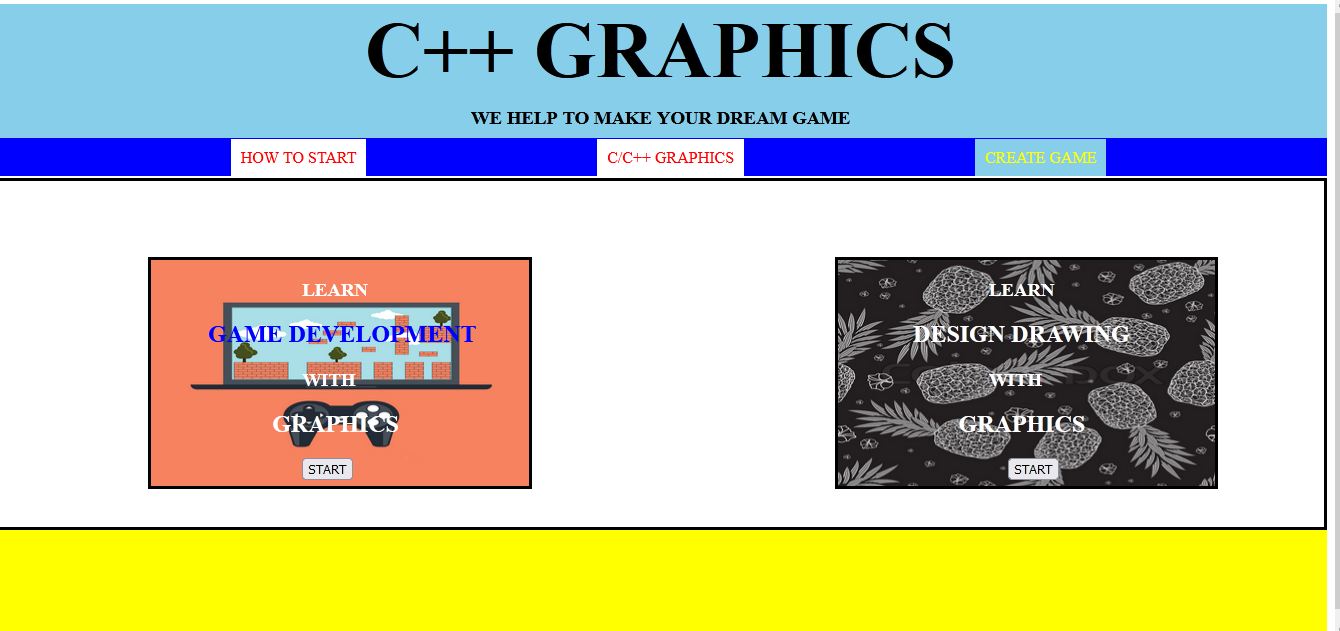 C++ GRAPHICS
WE HELP TO MAKE YOUR DREAM GAME
HOW TO START
C/C++ GRAPHICS
CREATE GAME
LEARN
GAME DEVELOPMENT
WITH
GRAPHICS
START
LEARN
DESIGN DRAWING
WITH
GRAPHICS
START